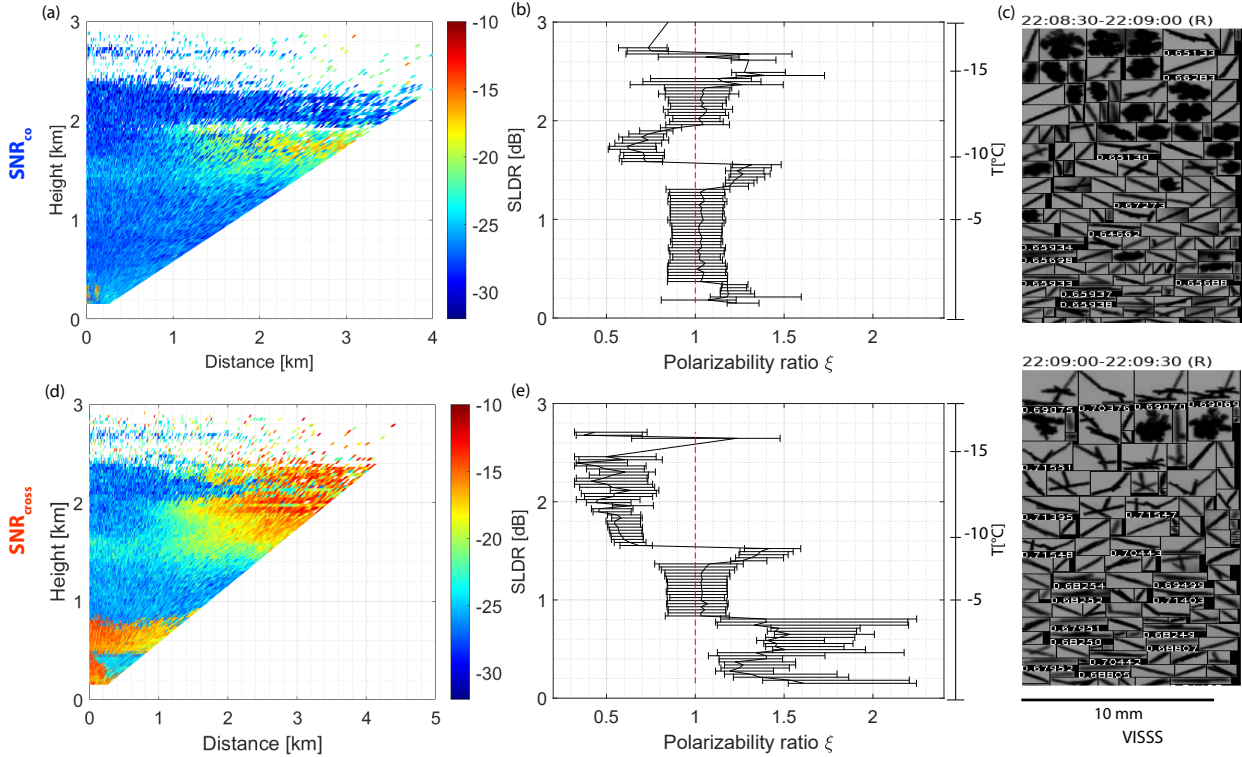 (a)
(b)
(c)
22:08:30-22:09:00 (R)
SNRco
Height [km]
3
2
1
0
0 1 2 3 4
Distance [km]
-10
-15
-20
-25
-30
SLDR [dB]
3
2
1
0
0.5 1 1.5 2
Polarizability ratio ξ
-15
-10
-5
T[°C]
0.65133
0.66283
0.65130
0.67273
0.64662
0.65934
0.65698
0.65933
0.65688
0.65937
0.65938
(d)
(e)
22:09:00-22:09:30 (R)
SNRcross
Height [km]
3
2
1
0
0 1 2 3 4 5
Distance [km]
-10
-15
-20
-25
-30
SLDR [dB]
3
2
1
0
0.5 1 1.5 2
Polarizability ratio ξ
-15
-10
-5
T[°C]
0.69075
0.70376
0.69070
0.69069
0.71551
0.71395
0.71547
0.71548
0.70443
0.68254
0.69499
0.68252
0.71403
0.67951
0.68249
0.68250
0.68807
0.67952
0.70442
0.68805
10 mm
VISSS